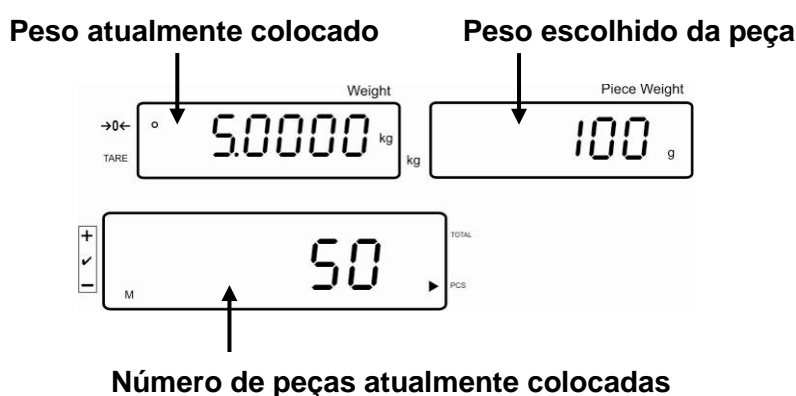 Peso atualmente colocado
Peso escolhido da peça
Weight
Piece Weight
→0←
TARE
5.0000 kg
kg
100 g
+
✔
−
M
50
TOTAL
▶ PCS
Número de peças atualmente colocadas